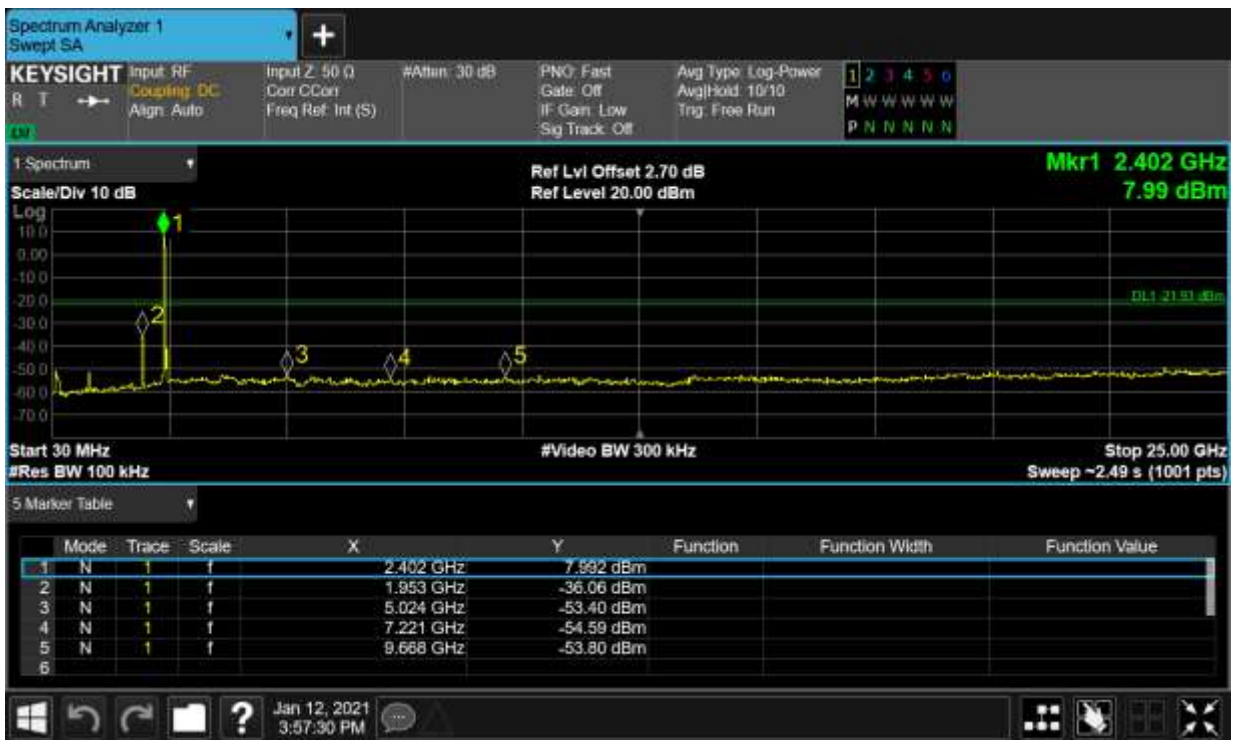 Spectrum Analyzer 1
Swept SA
+
KEYSIGHT Input: RF Input Z: 50 Ω #Atten: 30 dB PNO: Fast Avg Type: Log-Power 1 2 3 4 5 6
R T Coupling: DC Corr CCorr Gate: Off Avg|Hold: 10/10 M W W W W W
Align: Auto Freq Ref: Int (S) IF Gain: Low Trig: Free Run P N N N N N
Sig Track: Off
1 Spectrum
Ref Lvl Offset 2.70 dB Mkr1 2.402 GHz
Scale/Div 10 dB Ref Level 20.00 dBm 7.99 dBm
Log
10.0
0.00
-10.0
-20.0
-30.0
-40.0
-50.0
-60.0
-70.0
1
2
3
4
5
DL1 -21.93 dBm
Start 30 MHz #Video BW 300 kHz Stop 25.00 GHz
#Res BW 100 kHz Sweep ~2.49 s (1001 pts)
5 Marker Table
Mode Trace Scale X Y Function Function Width Function Value
1 N 1 f 2.402 GHz 7.992 dBm
2 N 1 f 1.953 GHz -36.06 dBm
3 N 1 f 5.024 GHz -53.40 dBm
4 N 1 f 7.221 GHz -54.59 dBm
5 N 1 f 9.668 GHz -53.80 dBm
6
? Jan 12, 2021
3:57:30 PM